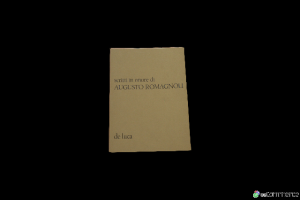 scritti in onore di
AUGUSTO ROMAGNOLI
de luca